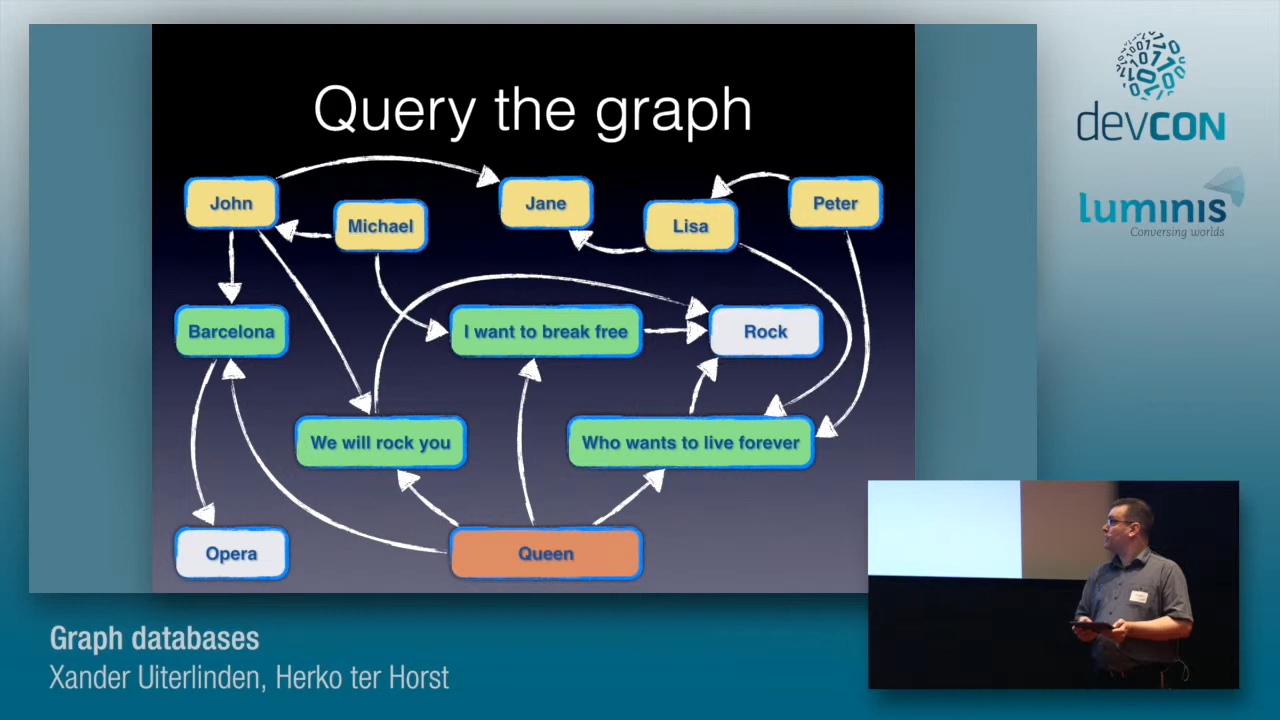 Query the graph
John
Michael
Jane
Lisa
Peter
Barcelona
I want to break free
Rock
We will rock you
Who wants to live forever
Opera
Queen
devCON
luminis
Conversing worlds
Graph databases
Xander Uiterlinden, Herko ter Horst